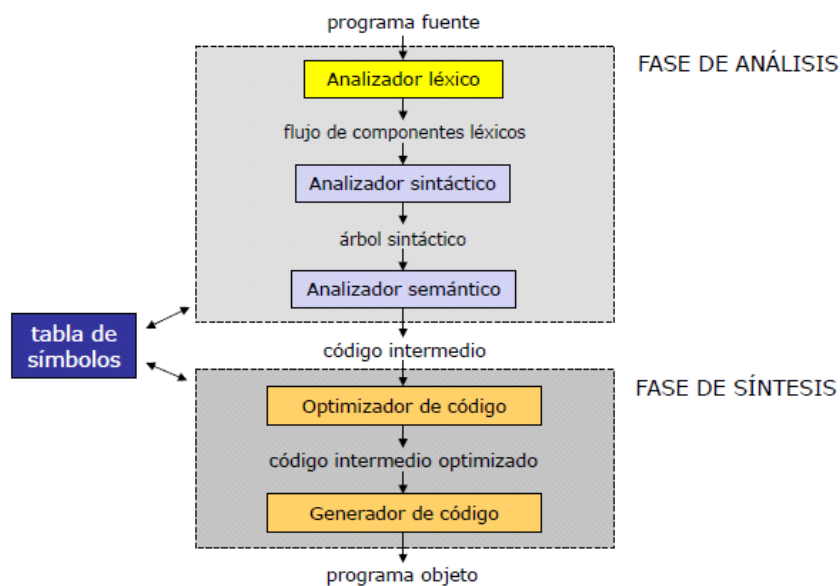 programa fuente
FASE DE ANÁLISIS
Analizador léxico
flujo de componentes léxicos
Analizador sintáctico
árbol sintáctico
Analizador semántico
tabla de
símbolos
código intermedio
FASE DE SÍNTESIS
Optimizador de código
código intermedio optimizado
Generador de código
programa objeto